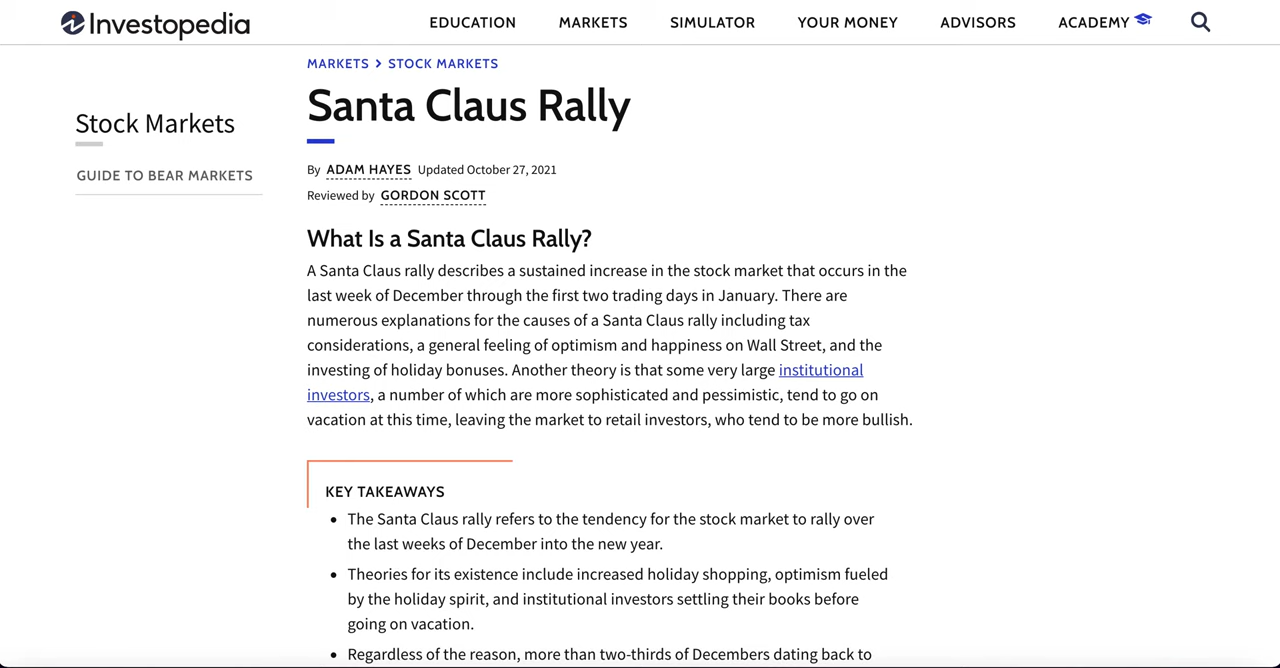 Investopedia
EDUCATION MARKETS SIMULATOR YOUR MONEY ADVISORS ACADEMY
MARKETS > STOCK MARKETS
Santa Claus Rally
Stock Markets
GUIDE TO BEAR MARKETS
By ADAM HAYES Updated October 27, 2021
Reviewed by GORDON SCOTT
What Is a Santa Claus Rally?
A Santa Claus rally describes a sustained increase in the stock market that occurs in the
last week of December through the first two trading days in January. There are
numerous explanations for the causes of a Santa Claus rally including tax
considerations, a general feeling of optimism and happiness on Wall Street, and the
investing of holiday bonuses. Another theory is that some very large institutional
investors, a number of which are more sophisticated and pessimistic, tend to go on
vacation at this time, leaving the market to retail investors, who tend to be more bullish.
KEY TAKEAWAYS
• The Santa Claus rally refers to the tendency for the stock market to rally over
the last weeks of December into the new year.
• Theories for its existence include increased holiday shopping, optimism fueled
by the holiday spirit, and institutional investors settling their books before
going on vacation.
• Regardless of the reason, more than two-thirds of Decembers dating back to